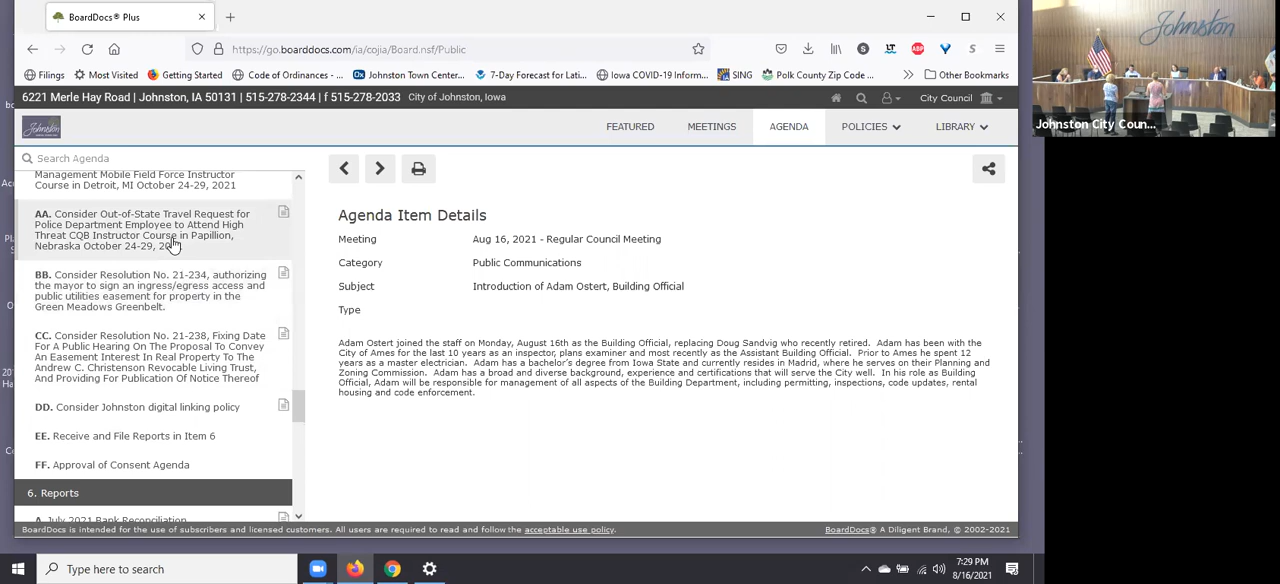 BoardDocs® Plus
https://go.boarddocs.com/ia/cojia/Board.nsf/Public
Filings
Most Visited
Getting Started
Code of Ordinances - ...
Johnston Town Center...
7-Day Forecast for Lati...
Iowa COVID-19 Inform...
SING
Polk County Zip Code ...
Other Bookmarks
6221 Merle Hay Road | Johnston, IA 50131 | 515-278-2344 | f 515-278-2033 City of Johnston, Iowa
City Council
Johnston
FEATURED
MEETINGS
AGENDA
POLICIES
LIBRARY
Search Agenda
Management Mobile Field Force Instructor
Course in Detroit, MI October 24-29, 2021
AA. Consider Out-of-State Travel Request for
Police Department Employee to Attend High
Threat CQB Instructor Course in Papillion,
Nebraska October 24-29,
BB. Consider Resolution No. 21-234, authorizing
the mayor to sign an ingress/egress access and
public utilities easement for property in the
Green Meadows Greenbelt.
CC. Consider Resolution No. 21-238, Fixing Date
For A Public Hearing On The Proposal To Convey
An Easement Interest In Real Property To The
Andrew C. Christenson Revocable Living Trust,
And Providing For Publication Of Notice Thereof
DD. Consider Johnston digital linking policy
EE. Receive and File Reports in Item 6
FF. Approval of Consent Agenda
6. Reports
A. July 2021 Bank Reconciliation
Agenda Item Details
Meeting Aug 16, 2021 - Regular Council Meeting
Category Public Communications
Subject Introduction of Adam Ostert, Building Official
Type
Adam Ostert joined the staff on Monday, August 16th as the Building Official, replacing Doug Sandvig who recently retired. Adam has been with the
City of Ames for the last 10 years as an inspector, plans examiner and most recently as the Assistant Building Official. Prior to Ames he spent 12
years as a master electrician. Adam has a bachelor's degree from Iowa State and currently resides in Madrid, where he serves on their Planning and
Zoning Commission. Adam has a broad and diverse background, experience and certifications that will serve the City well. In his role as Building
Official, Adam will be responsible for management of all aspects of the Building Department, including permitting, inspections, code updates, rental
housing and code enforcement.
BoardDocs is intended for the use of subscribers and licensed customers. All users are required to read and follow the acceptable use policy.
BoardDocs® A Diligent Brand, © 2002-2021
Type here to search
7:29 PM
8/16/2021
Johnston
Johnston City Coun...